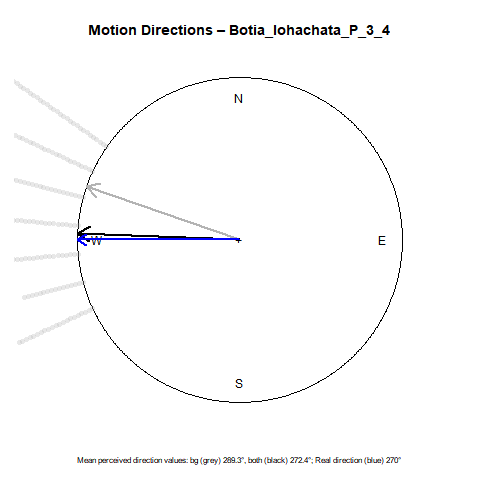 Motion Directions – Botia_lohachata_P_3_4
N
W
E
S
Mean perceived direction values: bg (grey) 289.3°, both (black) 272.4°; Real direction (blue) 270°